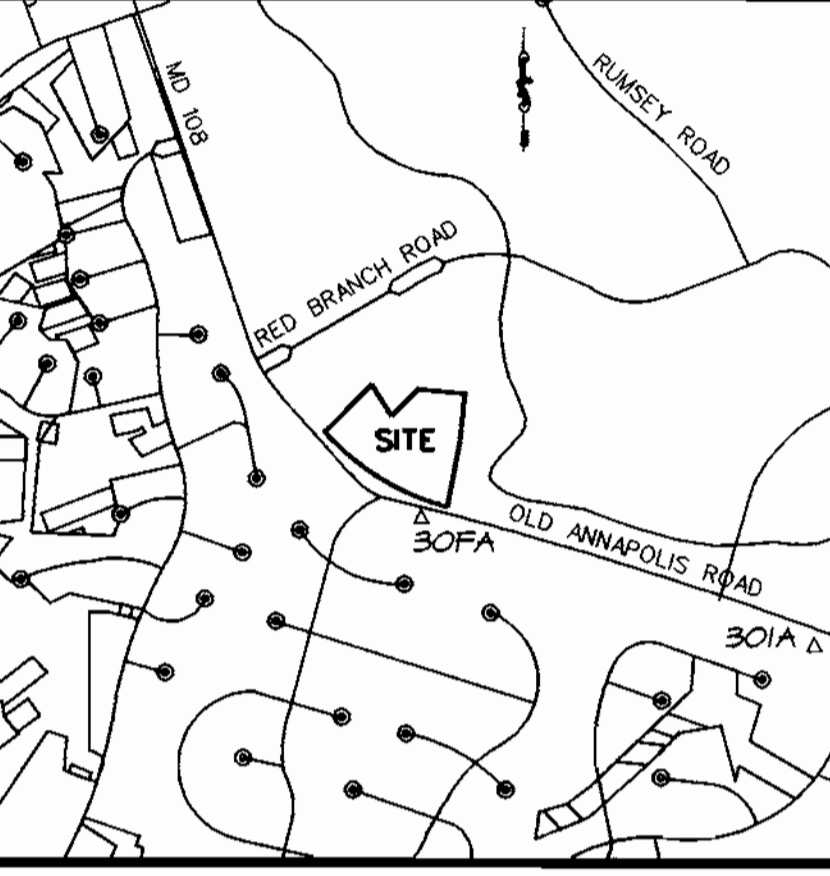 MD 108
RUMSEY ROAD
RED BRANCH ROAD
SITE
30FA
OLD ANNAPOLIS ROAD
301A